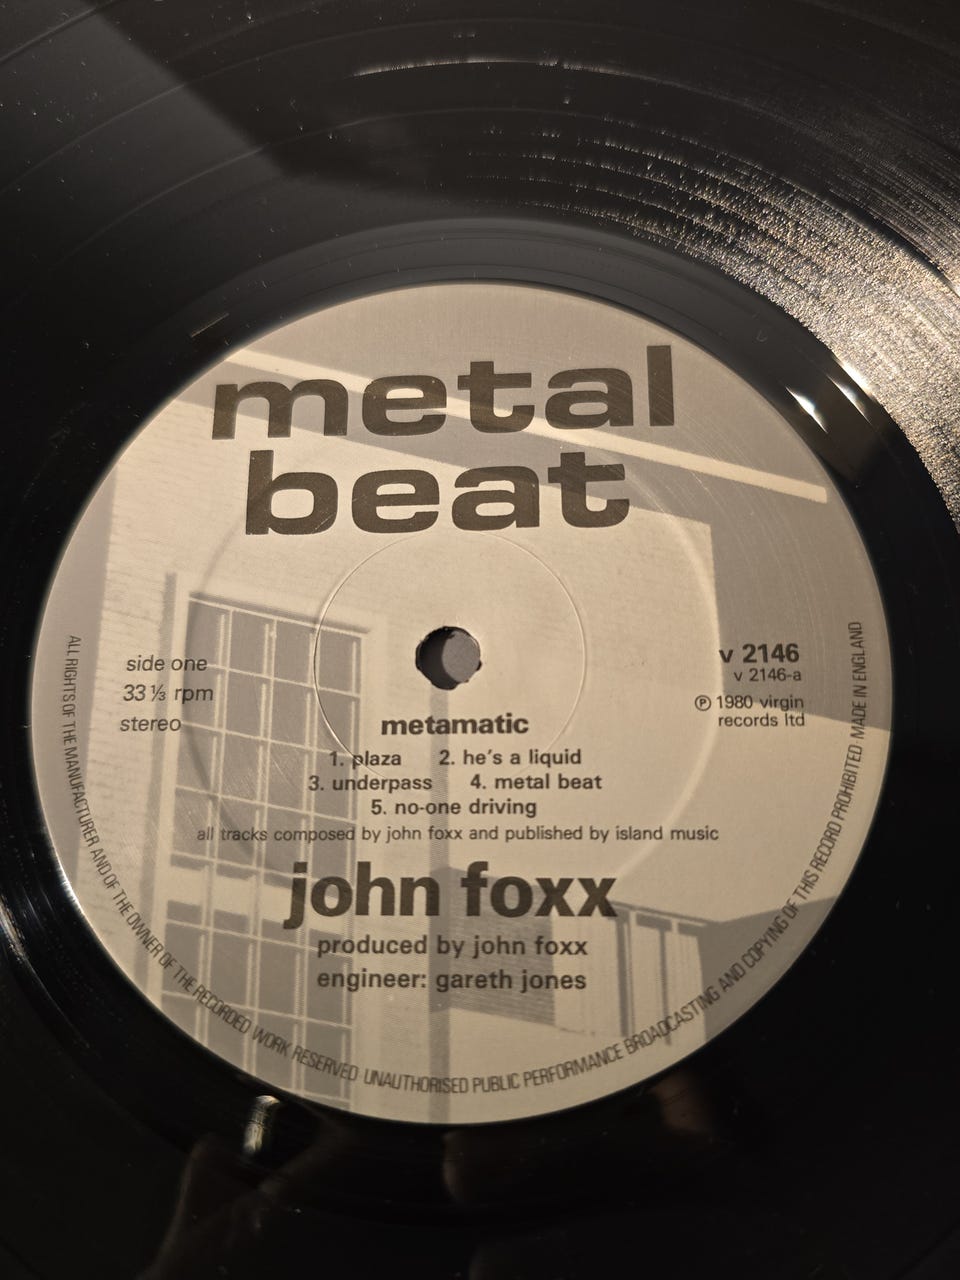 metal
beat
side one
33⅓ rpm
stereo
v 2146
v 2146-a
℗ 1980 virgin
records ltd
metamatic
1. plaza 2. he's a liquid
3. underpass 4. metal beat
5. no-one driving
all tracks composed by john foxx and published by island music
john foxx
produced by john foxx
engineer: gareth jones
ALL RIGHTS OF THE MANUFACTURER AND OF THE OWNER OF THE RECORDED WORK RESERVED UNAUTHORISED PUBLIC PERFORMANCE BROADCASTING AND COPYING OF THIS RECORD PROHIBITED MADE IN ENGLAND